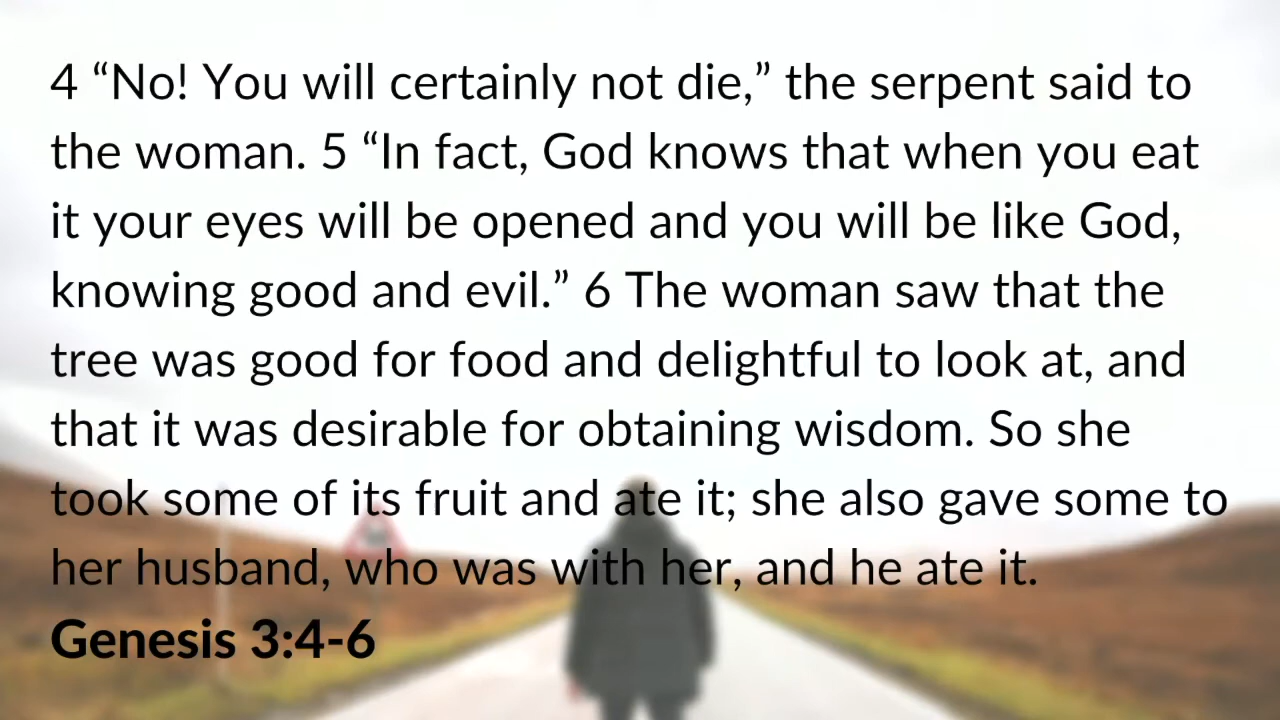 4 “No! You will certainly not die,” the serpent said to
the woman. 5 “In fact, God knows that when you eat
it your eyes will be opened and you will be like God,
knowing good and evil.” 6 The woman saw that the
tree was good for food and delightful to look at, and
that it was desirable for obtaining wisdom. So she
took some of its fruit and ate it; she also gave some to
her husband, who was with her, and he ate it.
Genesis 3:4-6